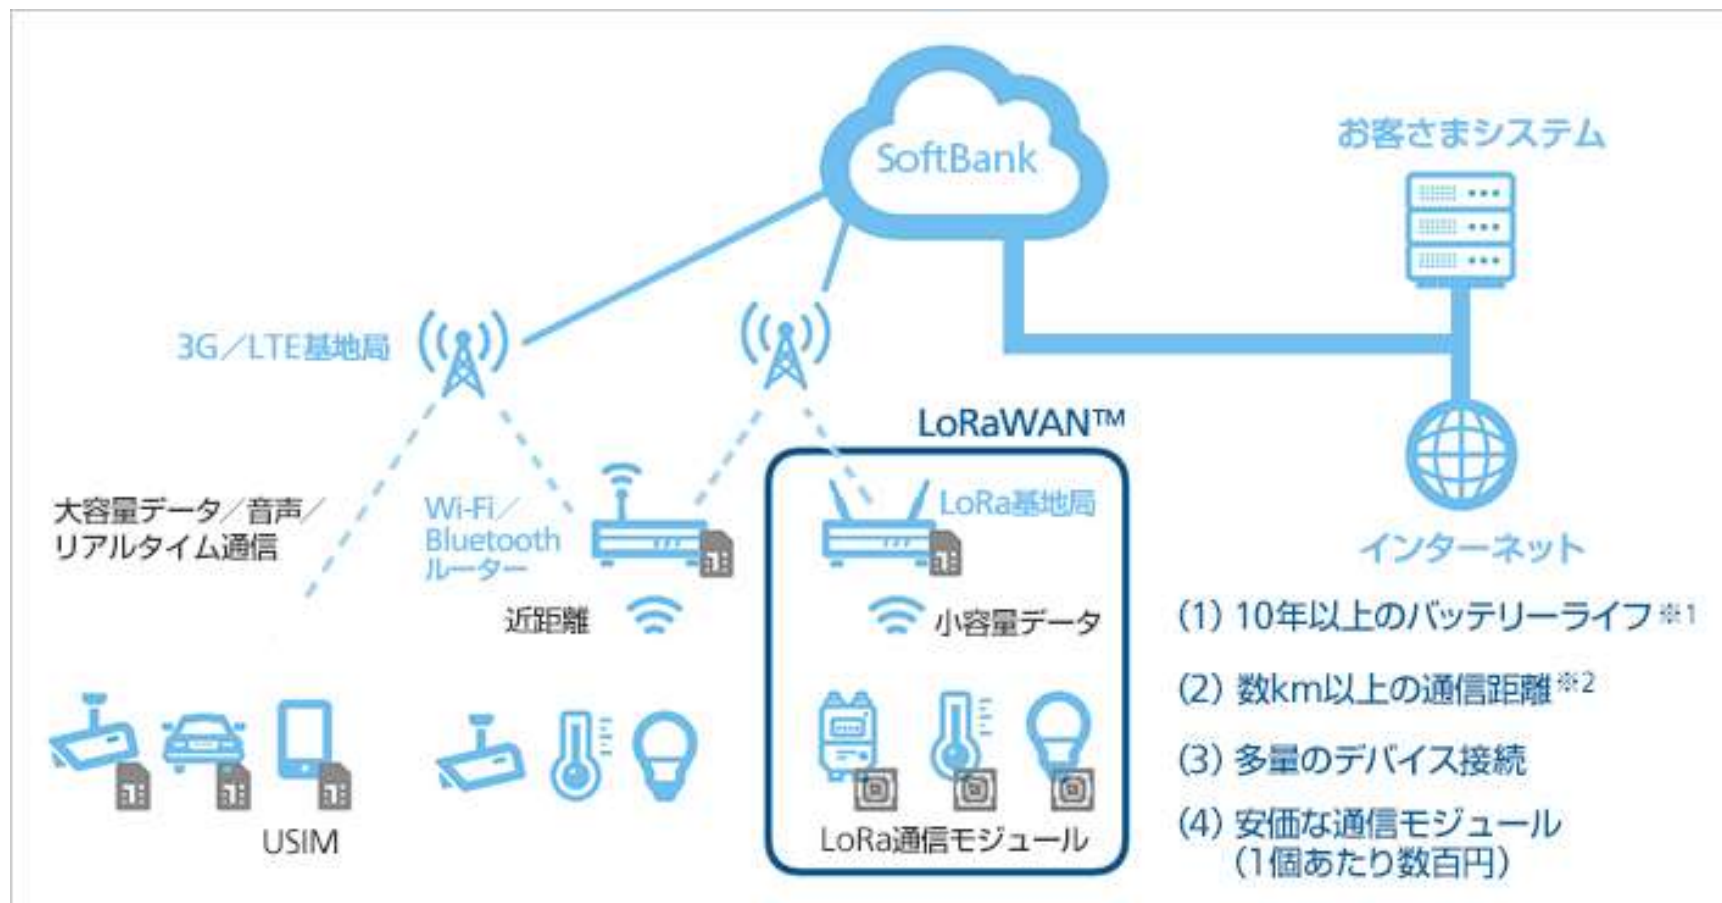 SoftBank
お客さまシステム
3G／LTE基地局
LoRaWAN™
大容量データ／音声／
リアルタイム通信
Wi-Fi／
Bluetooth
ルーター
LoRa基地局
インターネット
近距離
小容量データ
USIM
LoRa通信モジュール
(1) 10年以上のバッテリーライフ※1
(2) 数km以上の通信距離※2
(3) 多量のデバイス接続
(4) 安価な通信モジュール
(1個あたり数百円)